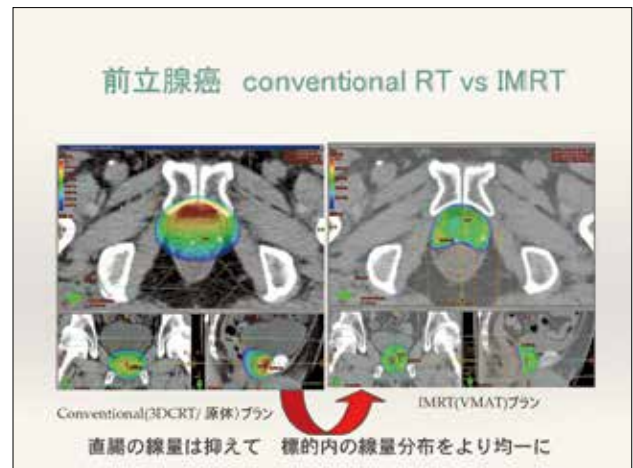 前立腺癌 conventional RT vs IMRT
Conventional(3DCRT/ 原体)プラン
IMRT(VMAT)プラン
直腸の線量は抑えて 標的内の線量分布をより均一に